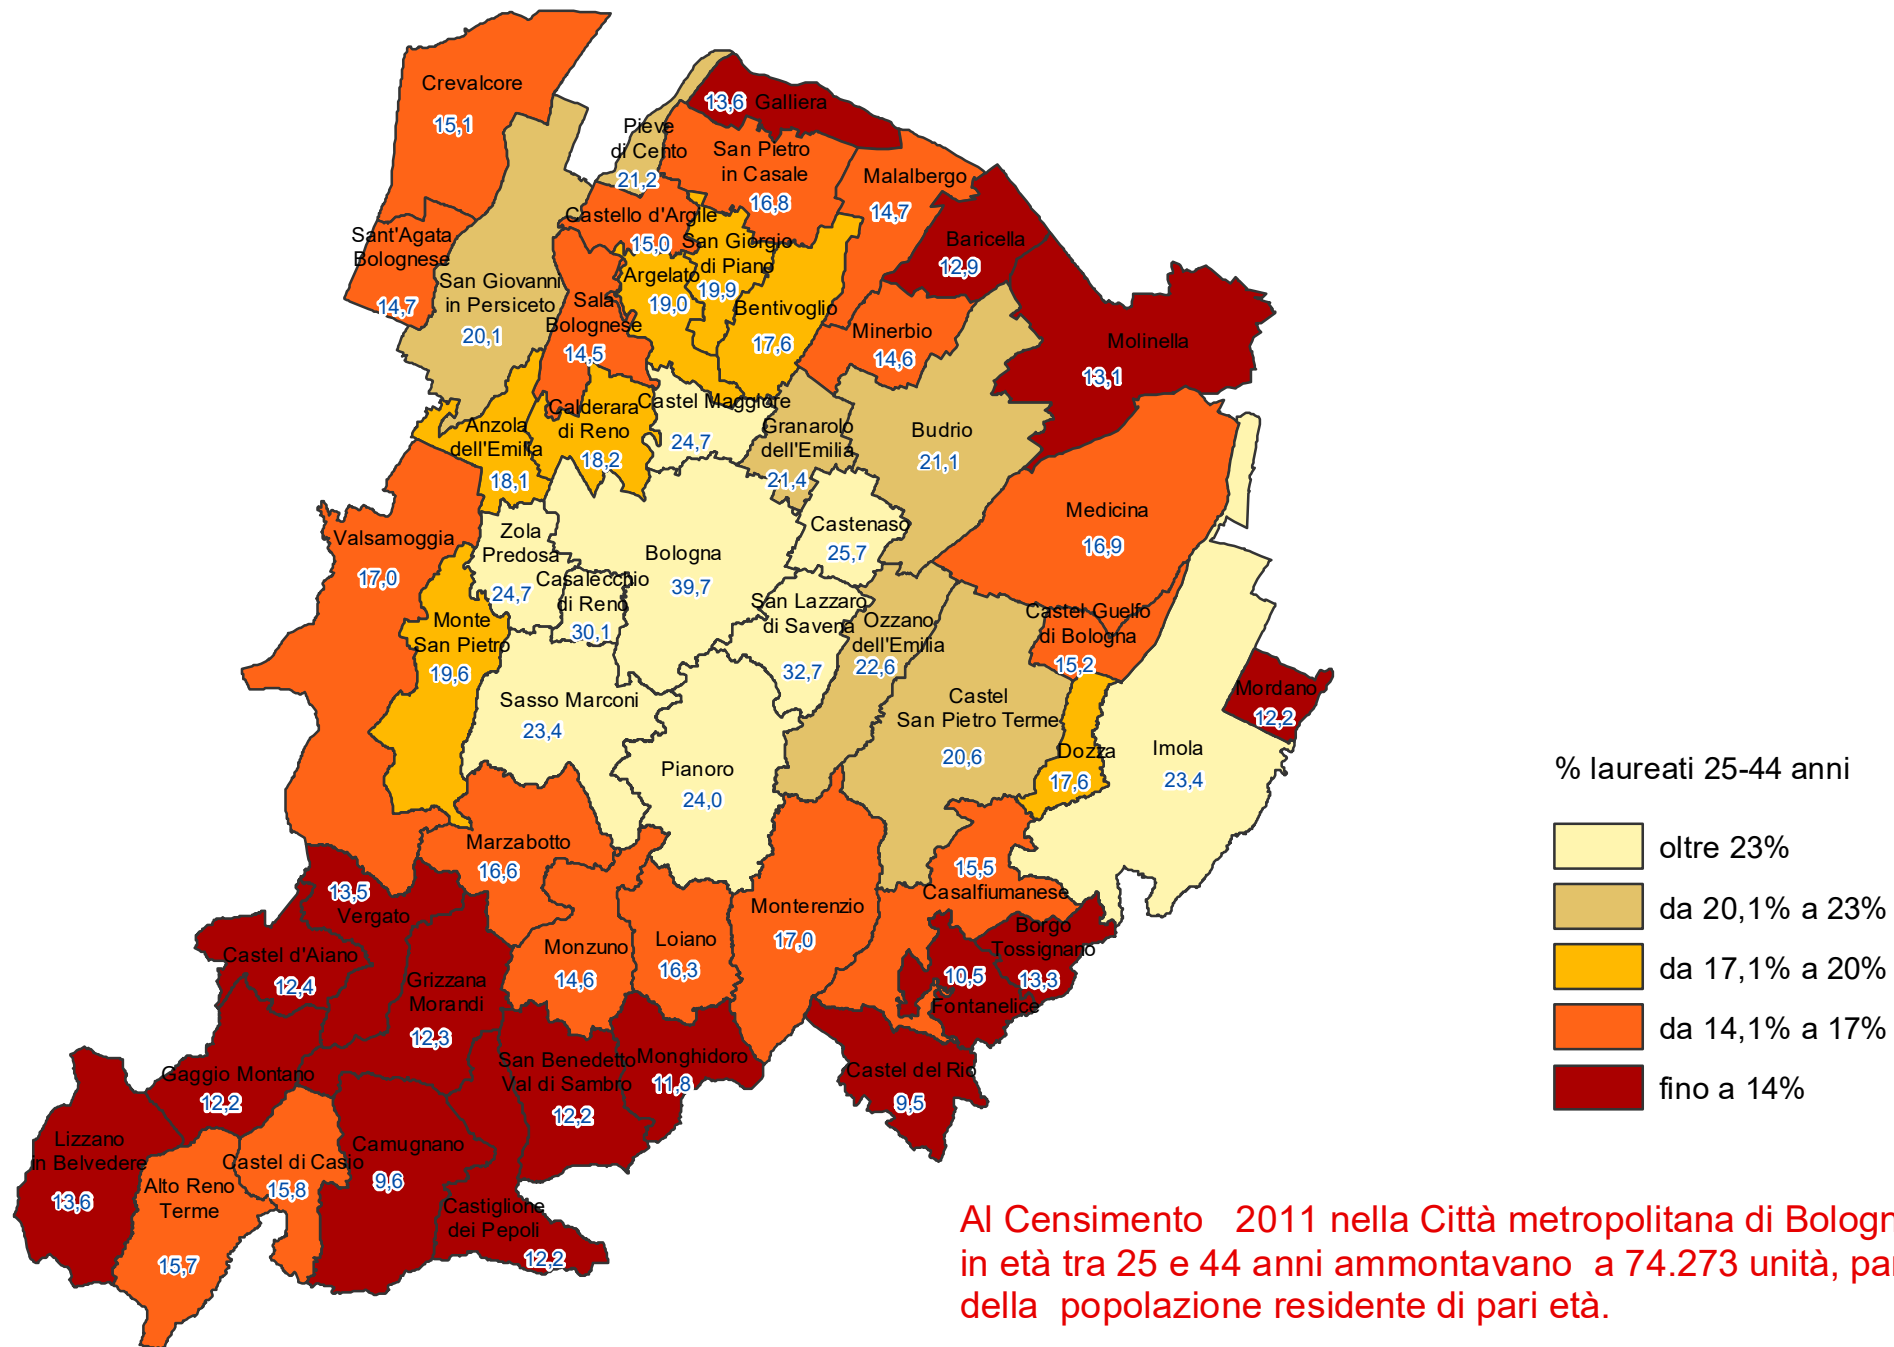 Crevalcore
15,1
13,6 Galliera
Pieve
di Cento
21,2
San Pietro
in Casale
16,8
Malalbergo
14,7
Castello d'Argile
15,0
Sant'Agata
Bolognese
14,7
San Giovanni
in Persiceto
20,1
San Giorgio
di Piano
19,9
Argelato
19,0
Baricella
12,9
Sala
Bolognese
14,5
Bentivoglio
17,6
Minerbio
14,6
Molinella
13,1
Anzola
dell'Emilia
18,1
Calderara
di Reno
18,2
Castel Maggiore
24,7
Granarolo
dell'Emilia
21,4
Budrio
21,1
Valsamoggia
17,0
Zola
Predosa
24,7
Bologna
39,7
Castenaso
25,7
Medicina
16,9
Casalecchio
di Reno
30,1
San Lazzaro
di Savena
32,7
Monte
San Pietro
19,6
Ozzano
dell'Emilia
22,6
Castel Guelfo
di Bologna
15,2
Sasso Marconi
23,4
Castel
San Pietro Terme
20,6
Mordano
12,2
Pianoro
24,0
Dozza
17,6
Imola
23,4
Marzabotto
16,6
15,5
Casalfiumanese
13,5
Vergato
Monterenzio
17,0
Monzuno
14,6
Loiano
16,3
Borgo
Tossignano
13,3
Castel d'Aiano
12,4
Grizzana
Morandi
12,3
10,5
Fontanelice
Gaggio Montano
12,2
San Benedetto
Val di Sambro
12,2
Monghidoro
11,8
Castel del Rio
9,5
Lizzano
in Belvedere
13,6
Alto Reno
Terme
15,7
Castel di Casio
15,8
Camugnano
9,6
Castiglione
dei Pepoli
12,2
% laureati 25-44 anni
oltre 23%
da 20,1% a 23%
da 17,1% a 20%
da 14,1% a 17%
fino a 14%
Al Censimento 2011 nella Città metropolitana di Bologn
in età tra 25 e 44 anni ammontavano a 74.273 unità, pa
della popolazione residente di pari età.